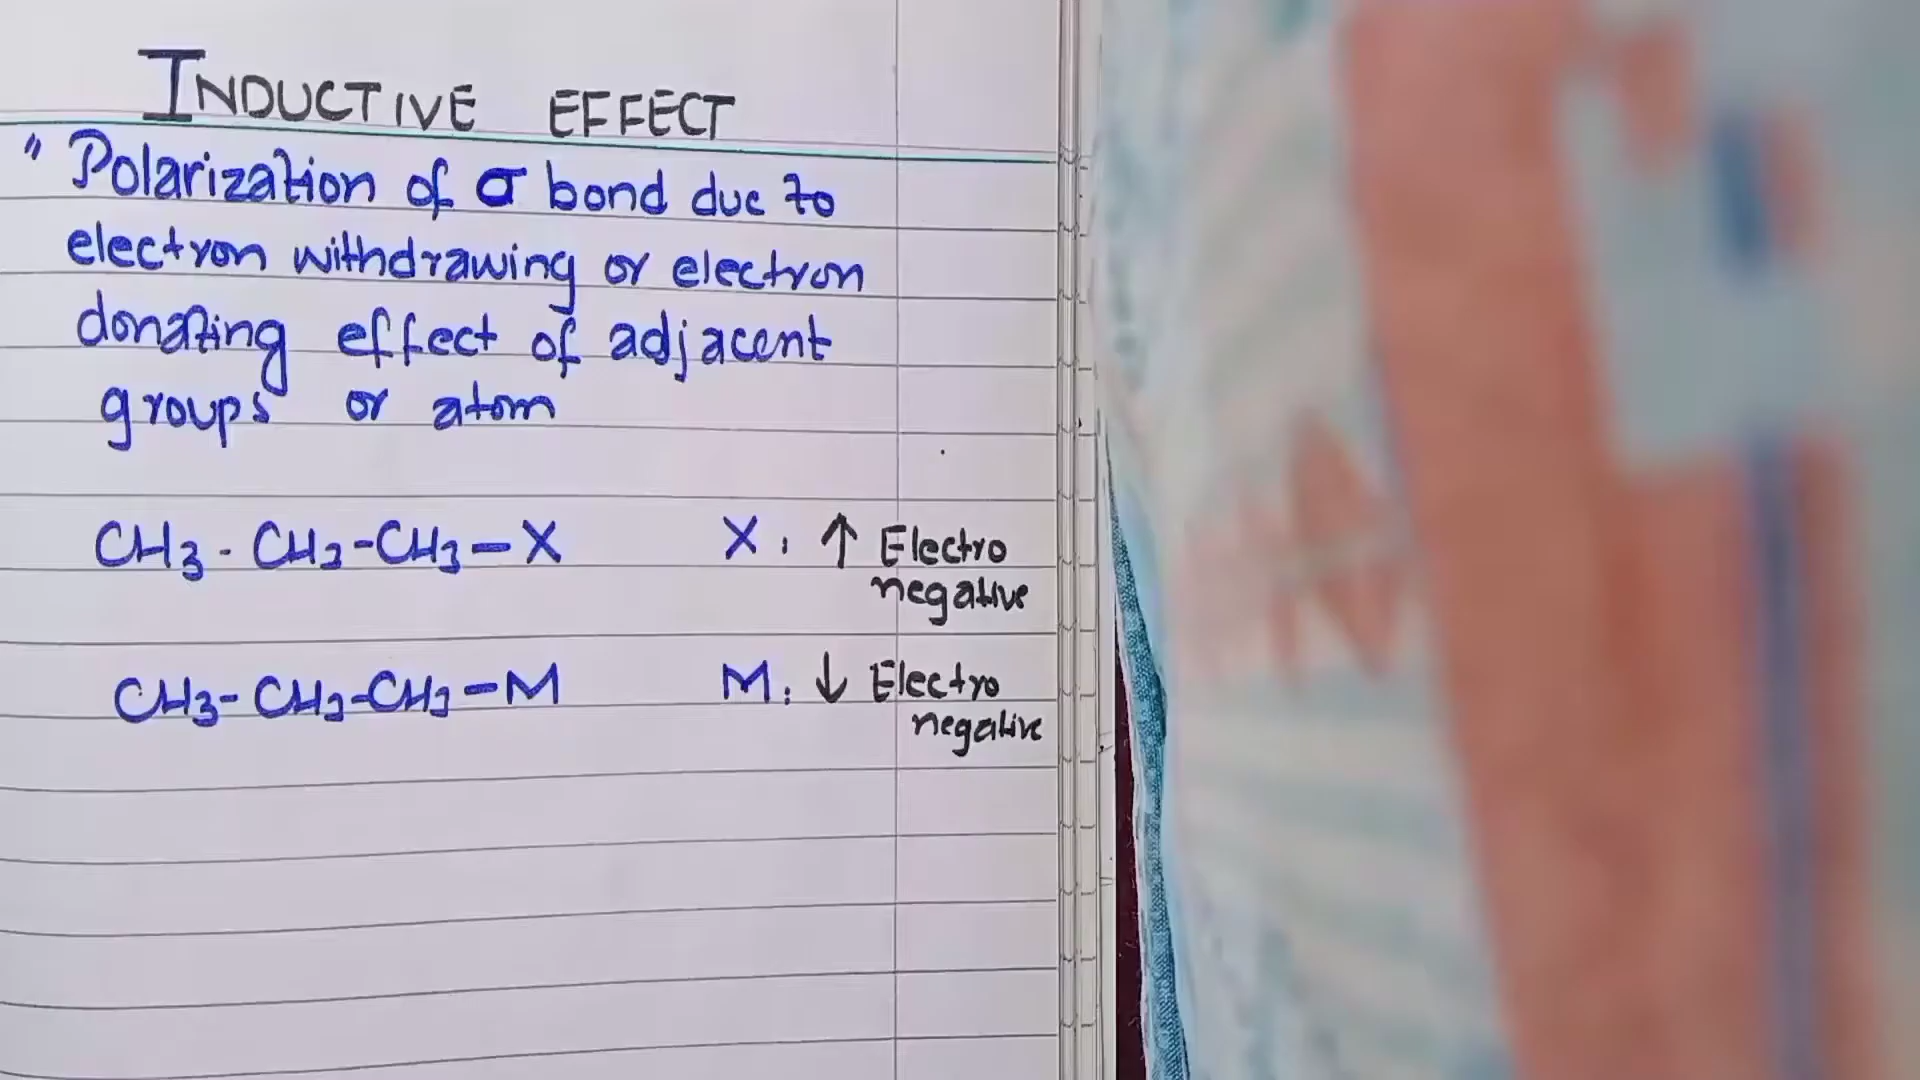 INDUCTIVE EFFECT
" Polarization of σ bond due to
electron withdrawing or electron
donating effect of adjacent
groups or atom
CH3 - CH2 - CH2 - X X : ↑ Electro
negative
CH3 - CH2 - CH2 - M M : ↓ Electro
negative